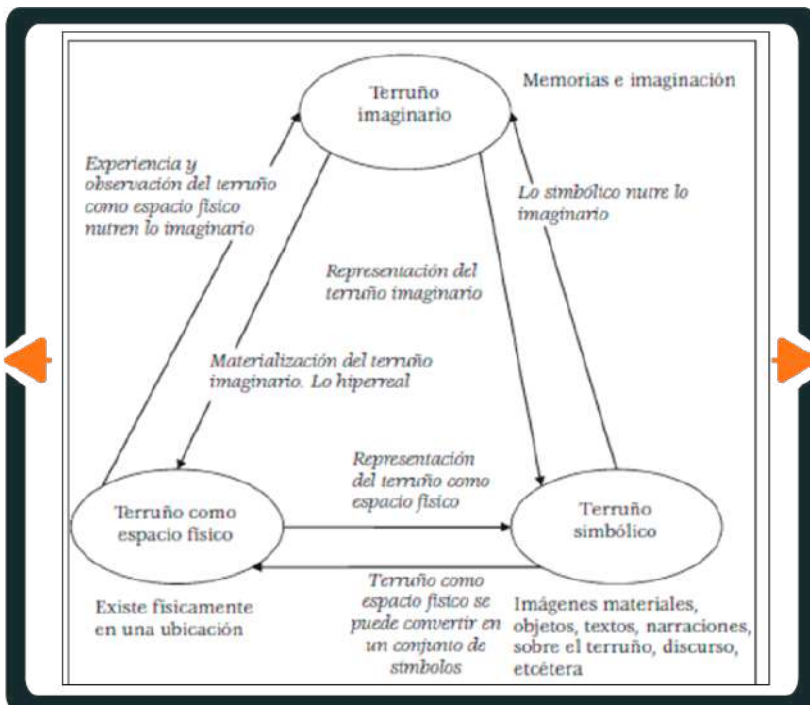 Terruño
imaginario
Memorias e imaginación
Experiencia y
observación del terruño
como espacio físico
nutren lo imaginario
Lo simbólico nutre lo
imaginario
Representación del
terruño imaginario
Materialización del terruño
imaginario. Lo hiperreal
Representación
del terruño como
espacio físico
Terruño como
espacio físico
Terruño
simbólico
Existe físicamente
en una ubicación
Terruño como
espacio físico se
puede convertir en
un conjunto de
símbolos
Imágenes materiales,
objetos, textos, narraciones,
sobre el terruño, discurso,
etcétera